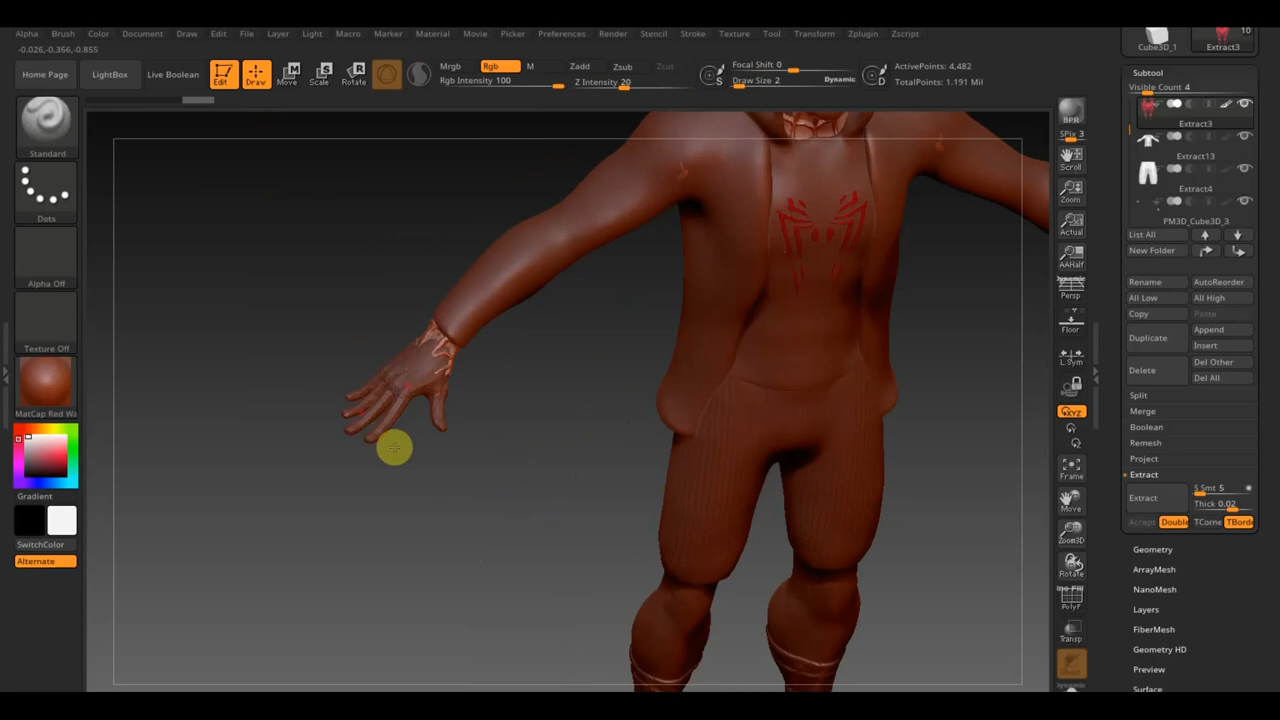 Alpha Brush Color Document Draw Edit File Layer Light Macro Marker Material Movie Picker Preferences Render Stencil Stroke Texture Tool Transform Zplugin Zscript
-0.026,-0.366,-0.855
Home Page LightBox Live Boolean Edit Draw Move Scale Rotate
Mrgb Rgb M Zadd Zsub Zcut
Rgb Intensity 100 Z Intensity 20
Focal Shift 0
Draw Size 2 Dynamic
S D
ActivePoints: 4,482
TotalPoints: 1.191 Mil
Standard
Dots
Alpha Off
Texture Off
MatCap Red Wa
Gradient
SwitchColor
Alternate
BPR
SPix 3
Scroll
Zoom
Actual
AAHalf
Dynamic
Persp
Floor
L.Sym
XYZ
Y
Z
Frame
Move
Zoom3D
Rotate
PolyF
Transp
Dynamic
Cube3D_1 Extract3
10
Subtool
Visible Count 4
Extract3
Extract13
Extract4
PM3D_Cube3D_3
List All
New Folder
Rename AutoReorder
All Low All High
Copy Paste
Duplicate Append
Insert
Delete Del Other
Del All
Split
Merge
Boolean
Remesh
Project
Extract
Extract S Smt 5
Thick 0.02
Accept Double TCorne TBorde
Geometry
ArrayMesh
NanoMesh
Layers
FiberMesh
Geometry HD
Preview
Surface